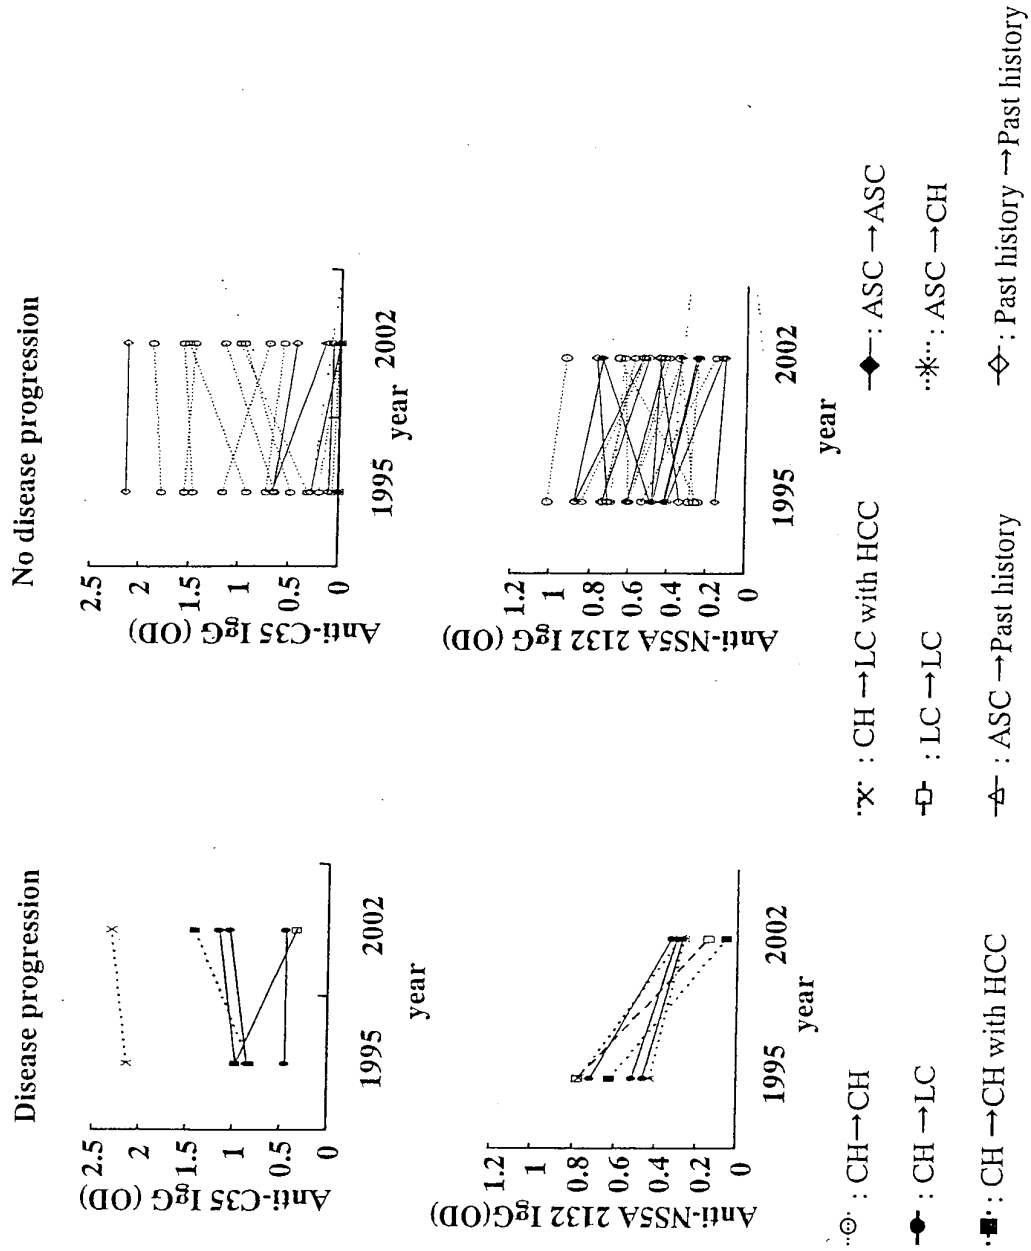 Disease progression
No disease progression
2.5
2
1.5
1
0.5
0
Anti-C35 IgG (OD)
1995
2002
year
2.5
2
1.5
1
0.5
0
Anti-C35 IgG (OD)
1995
2002
year
1.2
1
0.8
0.6
0.4
0.2
0
Anti-NS5A 2132 IgG(OD)
1995
2002
year
1.2
1
0.8
0.6
0.4
0.2
0
Anti-NS5A 2132 IgG (OD)
1995
2002
year
: CH→CH
: CH →LC with HCC
: ASC →ASC
: CH →LC
: LC →LC
: ASC →CH
: CH →CH with HCC
: ASC →Past history
: Past history →Past history